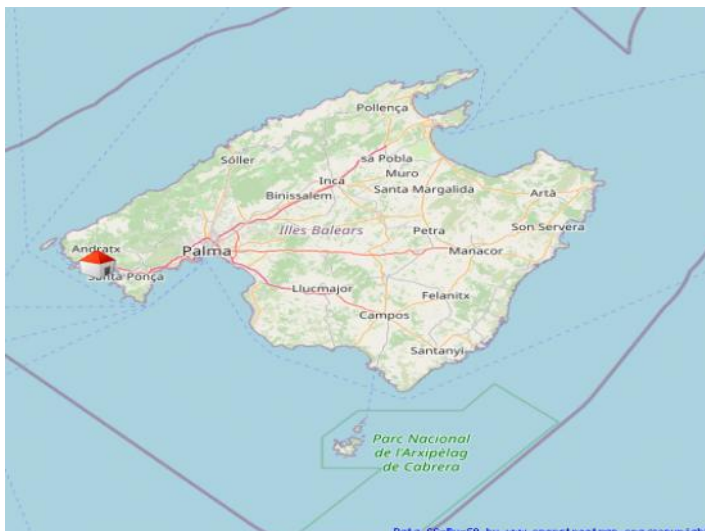 Pollença
Sóller
sa Pobla
Inca
Muro
Santa Margalida
Binissalem
Artà
Illes Balears
Petra
Son Servera
Andratx
Palma
Manacor
Santa Ponça
Llucmajor
Felanitx
Campos
Santanyí
Parc Nacional
de l'Arxipèlag
de Cabrera